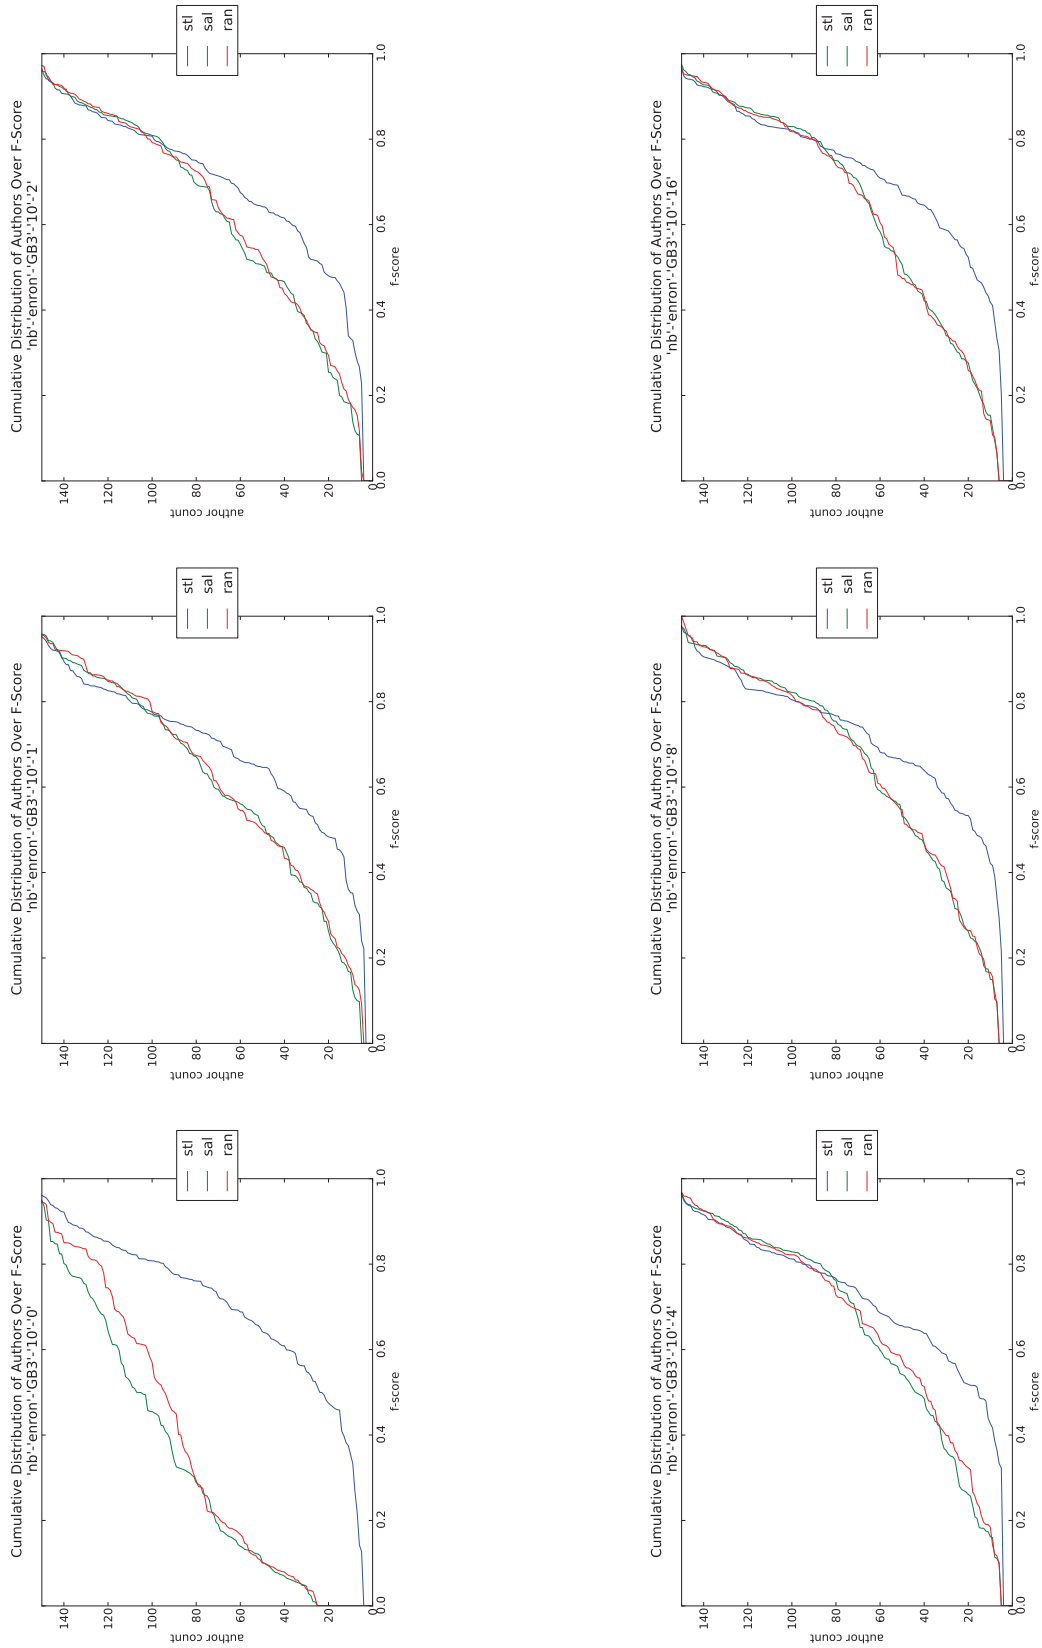 Cumulative Distribution of Authors Over F-Score
'nb'-'enron'-'GB3'-'10'-'0'
140
120
100
80
60
40
20
0
author count
0.0 0.2 0.4 0.6 0.8 1.0
f-score
stl
sal
ran
Cumulative Distribution of Authors Over F-Score
'nb'-'enron'-'GB3'-'10'-'1'
140
120
100
80
60
40
20
0
author count
0.0 0.2 0.4 0.6 0.8 1.0
f-score
stl
sal
ran
Cumulative Distribution of Authors Over F-Score
'nb'-'enron'-'GB3'-'10'-'2'
140
120
100
80
60
40
20
0
author count
0.0 0.2 0.4 0.6 0.8 1.0
f-score
stl
sal
ran
Cumulative Distribution of Authors Over F-Score
'nb'-'enron'-'GB3'-'10'-'4'
140
120
100
80
60
40
20
0
author count
0.0 0.2 0.4 0.6 0.8 1.0
f-score
stl
sal
ran
Cumulative Distribution of Authors Over F-Score
'nb'-'enron'-'GB3'-'10'-'8'
140
120
100
80
60
40
20
0
author count
0.0 0.2 0.4 0.6 0.8 1.0
f-score
stl
sal
ran
Cumulative Distribution of Authors Over F-Score
'nb'-'enron'-'GB3'-'10'-'16'
140
120
100
80
60
40
20
0
author count
0.0 0.2 0.4 0.6 0.8 1.0
f-score
stl
sal
ran